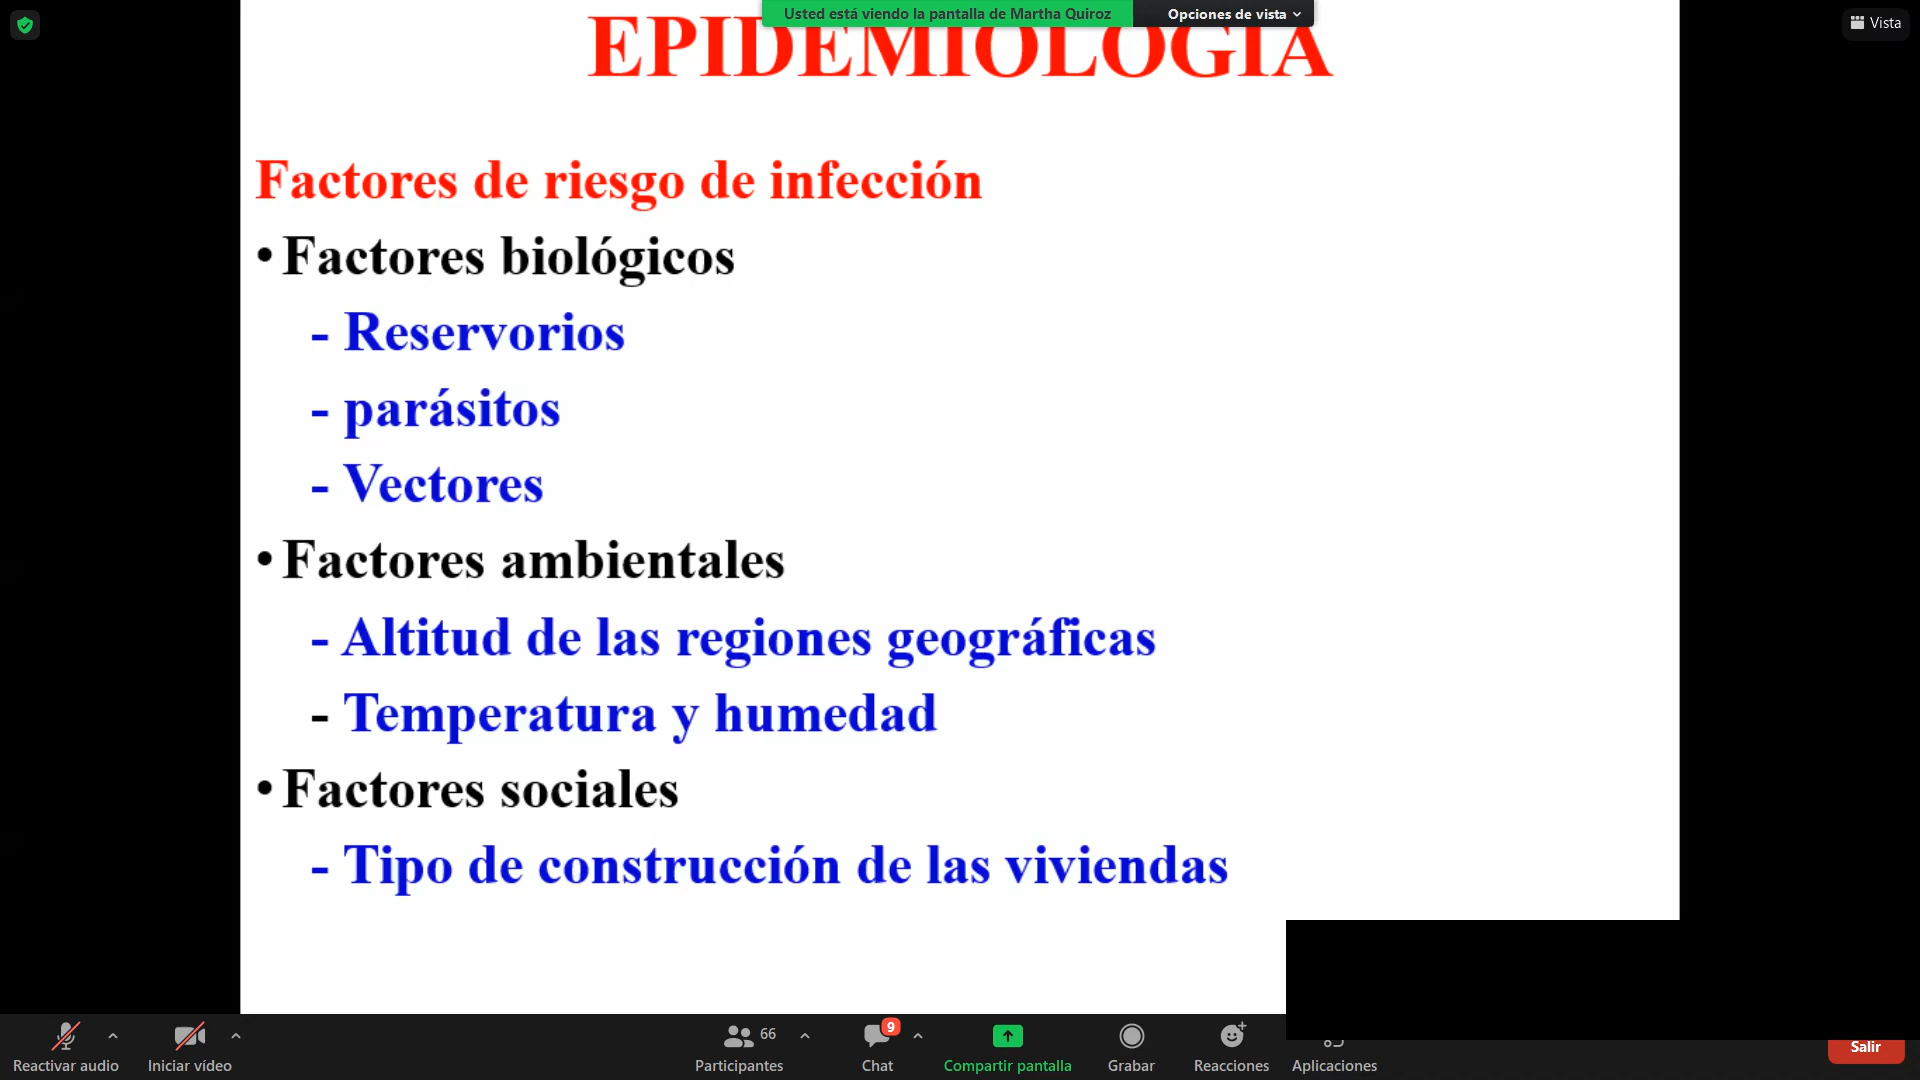 Usted está viendo la pantalla de Martha Quiroz
Opciones de vista
Vista
EPIDEMIOLOGIA
Factores de riesgo de infección
• Factores biológicos
- Reservorios
- parásitos
- Vectores
• Factores ambientales
- Altitud de las regiones geográficas
- Temperatura y humedad
• Factores sociales
- Tipo de construcción de las viviendas
66
9
Reactivar audio
Iniciar vídeo
Participantes
Chat
Compartir pantalla
Grabar
Reacciones
Aplicaciones
Salir